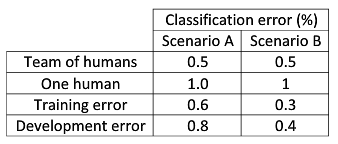 Classification error (%)
Scenario A Scenario B
Team of humans 0.5 0.5
One human 1.0 1
Training error 0.6 0.3
Development error 0.8 0.4